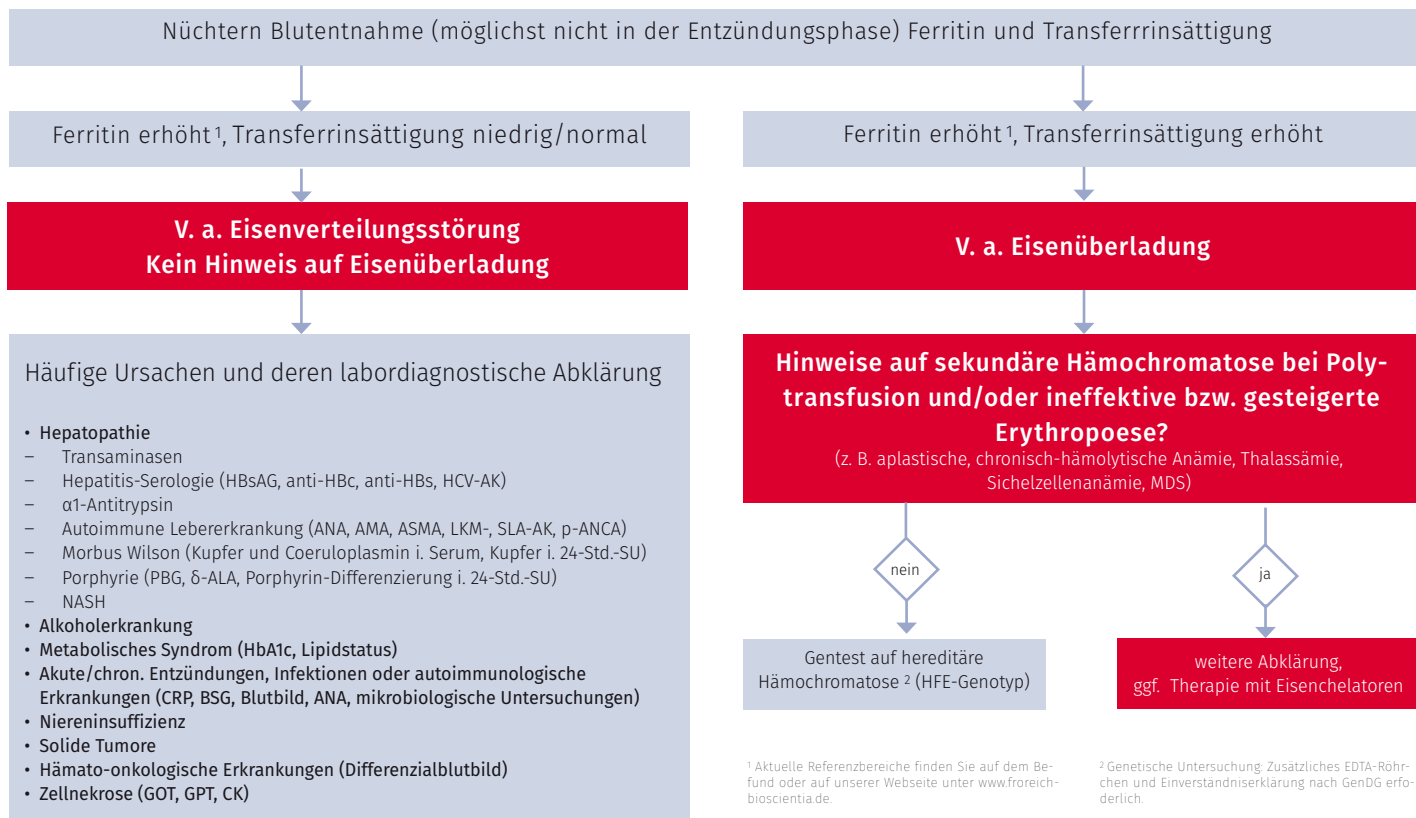 Nüchtern Blutentnahme (möglichst nicht in der Entzündungsphase) Ferritin und Transferrrinsättigung
Ferritin erhöht ¹, Transferrinsättigung niedrig/normal
V. a. Eisenverteilungsstörung
Kein Hinweis auf Eisenüberladung
Häufige Ursachen und deren labordiagnostische Abklärung
• Hepatopathie
– Transaminasen
– Hepatitis-Serologie (HBsAG, anti-HBc, anti-HBs, HCV-AK)
– α1-Antitrypsin
– Autoimmune Lebererkrankung (ANA, AMA, ASMA, LKM-, SLA-AK, p-ANCA)
– Morbus Wilson (Kupfer und Coeruloplasmin i. Serum, Kupfer i. 24-Std.-SU)
– Porphyrie (PBG, δ-ALA, Porphyrin-Differenzierung i. 24-Std.-SU)
– NASH
• Alkoholerkrankung
• Metabolisches Syndrom (HbA1c, Lipidstatus)
• Akute/chron. Entzündungen, Infektionen oder autoimmunologische
Erkrankungen (CRP, BSG, Blutbild, ANA, mikrobiologische Untersuchungen)
• Niereninsuffizienz
• Solide Tumore
• Hämato-onkologische Erkrankungen (Differenzialblutbild)
• Zellnekrose (GOT, GPT, CK)
Ferritin erhöht ¹, Transferrinsättigung erhöht
V. a. Eisenüberladung
Hinweise auf sekundäre Hämochromatose bei Poly-
transfusion und/oder ineffektive bzw. gesteigerte
Erythropoese?
(z. B. aplastische, chronisch-hämolytische Anämie, Thalassämie,
Sichelzellenanämie, MDS)
nein
ja
Gentest auf hereditäre
Hämochromatose ² (HFE-Genotyp)
weitere Abklärung,
ggf. Therapie mit Eisenchelatoren
¹ Aktuelle Referenzbereiche finden Sie auf dem Be-
fund oder auf unserer Webseite unter www.froreich-
bioscientia.de.
² Genetische Untersuchung: Zusätzliches EDTA-Röhr-
chen und Einverständniserklärung nach GenDG erfo-
derlich.